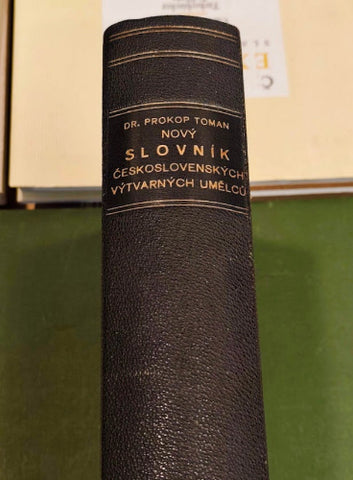 DR. PROKOP TOMAN
NOVÝ
SLOVNÍK
ČESKOSLOVENSKÝCH
VÝTVARNÝCH UMĚLCŮ